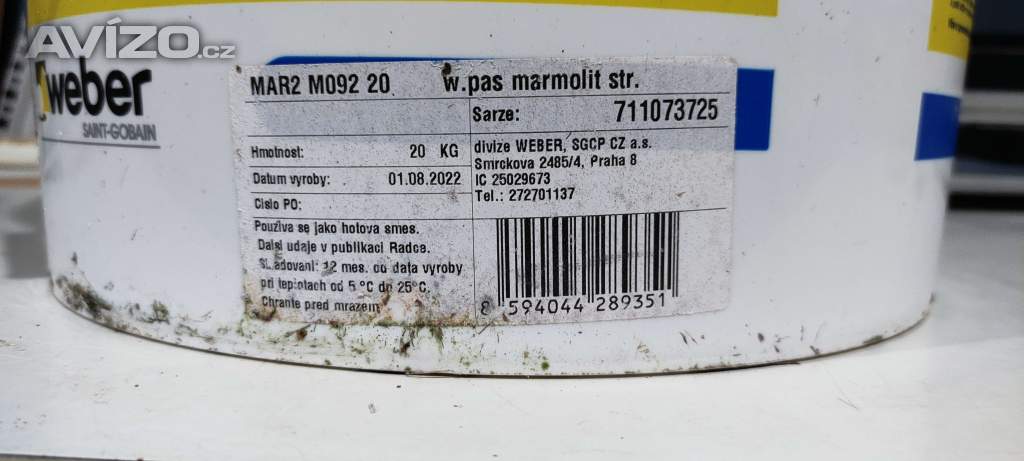 AVÍZO.cz
weber
SAINT-GOBAIN
MAR2 M092 20 w.pas marmolit str.
Sarze: 711073725
Hmotnost: 20 KG
Datum vyroby: 01.08.2022
Cislo PO:
divize WEBER, SGCP CZ a.s.
Smrckova 2485/4, Praha 8
IC 25029673
Tel.: 272701137
Pouziva se jako hotova smes.
Dalsi udaje v publikaci Radce.
Skladovani: 12 mes. od data vyroby
pri teplotach od 5 °C do 25°C.
Chrante pred mrazem
8 594044 289351